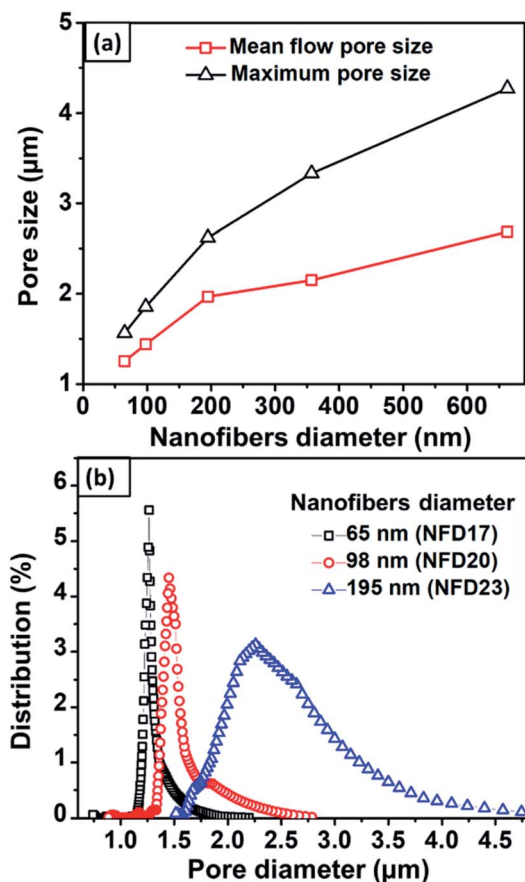 (a)
Mean flow pore size
Maximum pore size
5
4
3
2
1
Pore size (μm)
0 100 200 300 400 500 600
Nanofibers diameter (nm)
(b)
Nanofibers diameter
65 nm (NFD17)
98 nm (NFD20)
195 nm (NFD23)
6
5
4
3
2
1
0
Distribution (%)
1.0 1.5 2.0 2.5 3.0 3.5 4.0 4.5
Pore diameter (μm)